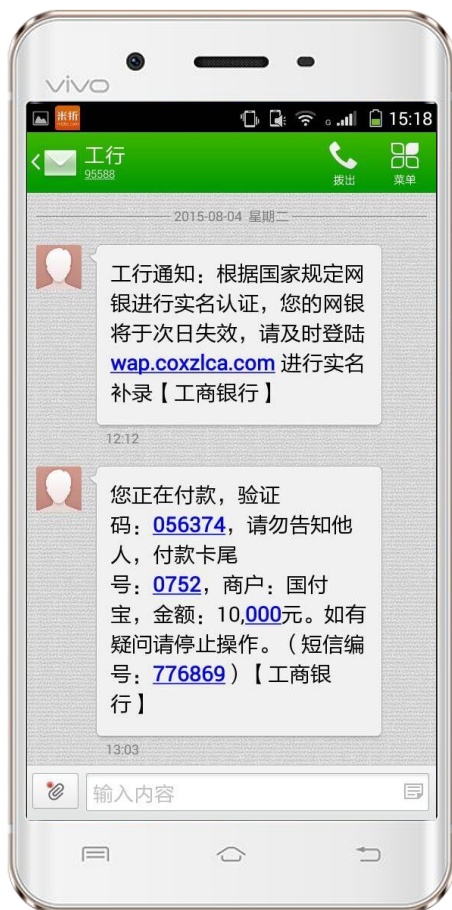 vivo
米折
G
15:18
工行
95588
拨出
菜单
2015-08-04 星期二
工行通知：根据国家规定网
银进行实名认证，您的网银
将于次日失效，请及时登陆
wap.coxzlca.com 进行实名
补录【工商银行】
12:12
您正在付款，验证
码：056374，请勿告知他
人，付款卡尾
号：0752，商户：国付
宝，金额：10,000元。如有
疑问请停止操作。（短信编
号：776869）【工商银
行】
13:03
输入内容